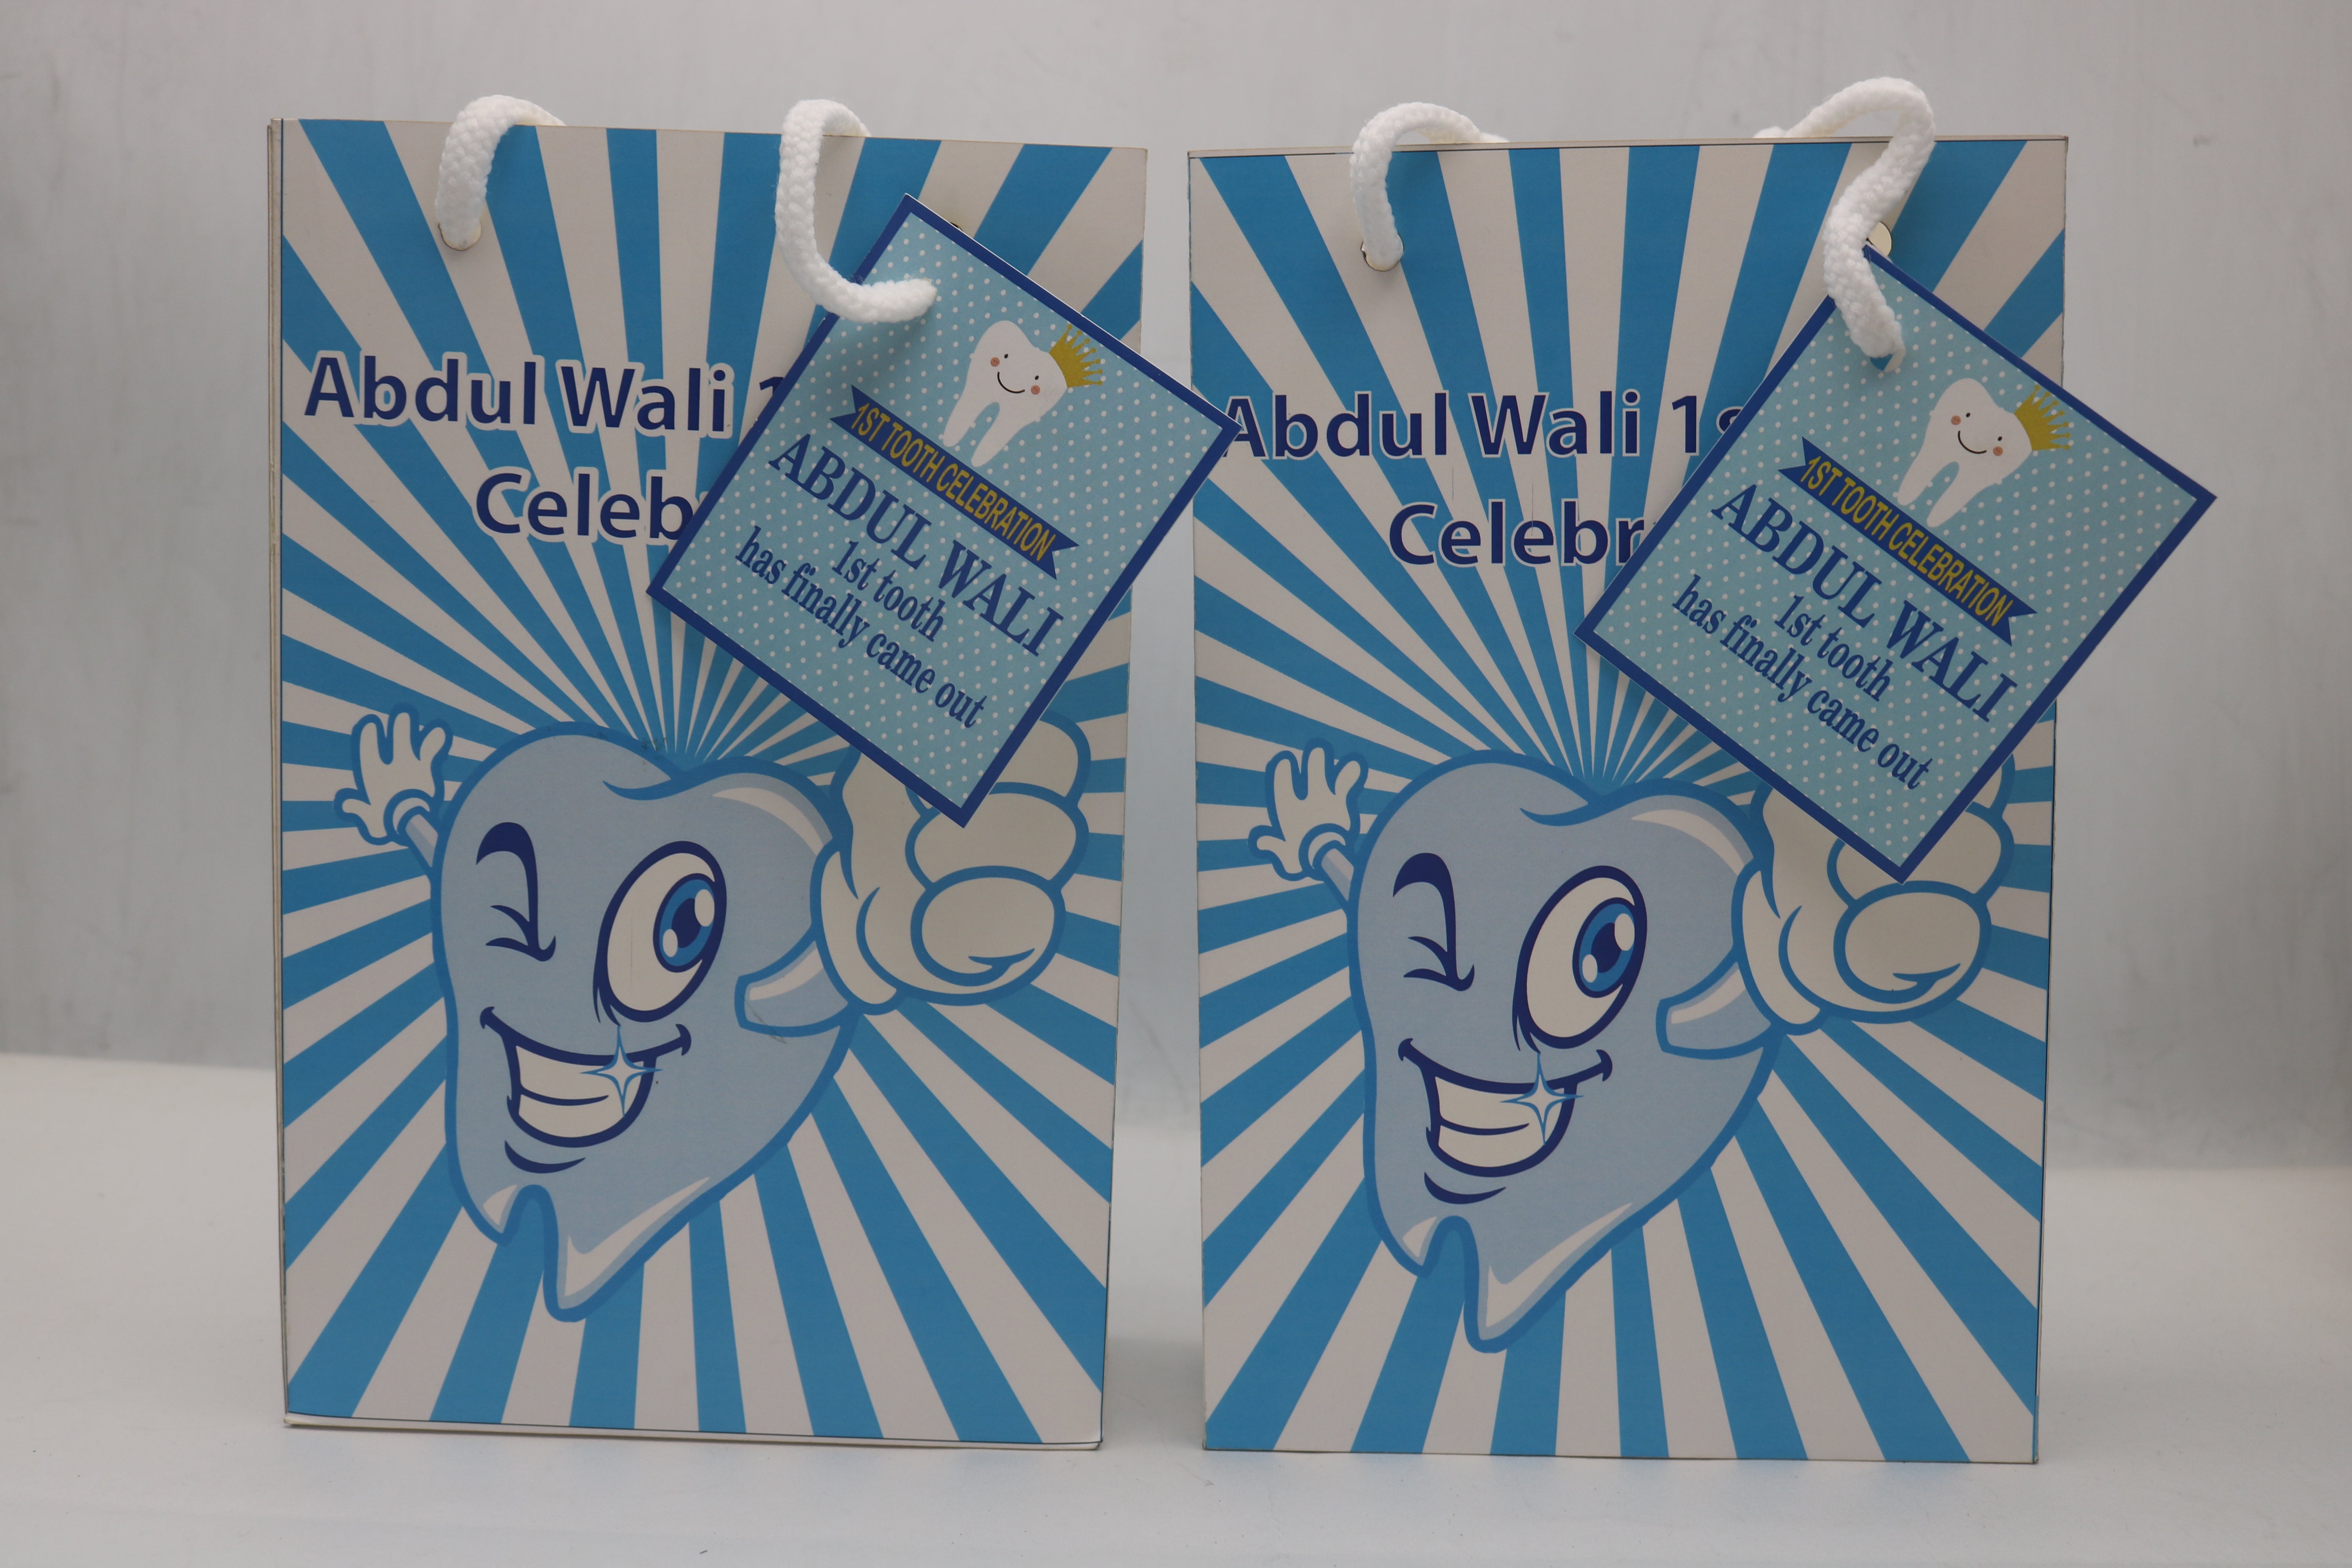 Abdul Wali 1
Celeb
1ST TOOTH CELEBRATION
ABDUL WALI
1st tooth
has finally came out
Abdul Wali 1s
Celebr
1ST TOOTH CELEBRATION
ABDUL WALI
1st tooth
has finally came out